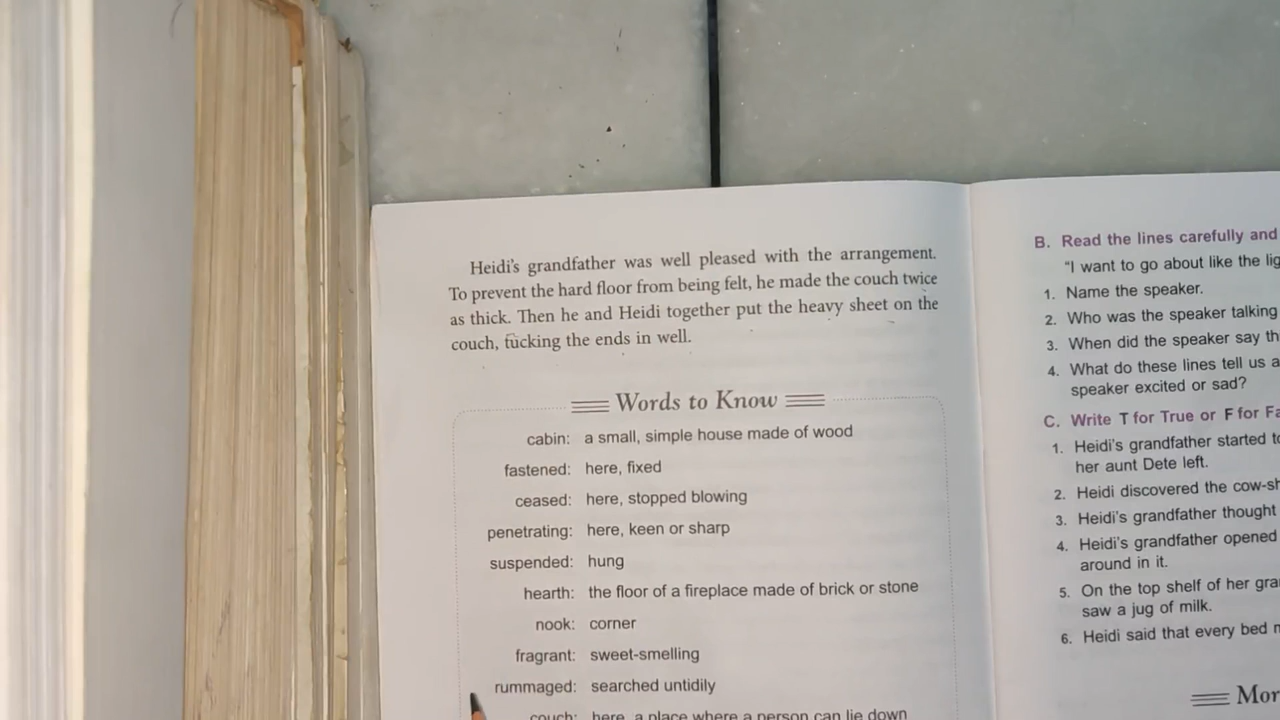 Heidi's grandfather was well pleased with the arrangement.
To prevent the hard floor from being felt, he made the couch twice
as thick. Then he and Heidi together put the heavy sheet on the
couch, tucking the ends in well.
Words to Know
cabin: a small, simple house made of wood
fastened: here, fixed
ceased: here, stopped blowing
penetrating: here, keen or sharp
suspended: hung
hearth: the floor of a fireplace made of brick or stone
nook: corner
fragrant: sweet-smelling
rummaged: searched untidily
couch: here, a place where a person can lie down
B. Read the lines carefully and
"I want to go about like the
1. Name the speaker.
2. Who was the speaker talking
3. When did the speaker say
4. What do these lines tell us
speaker excited or sad?
C. Write T for True or F for
1. Heidi's grandfather started
her aunt Dete left.
2. Heidi discovered the
3. Heidi's grandfather thought
4. Heidi's grandfather opened
around in it.
5. On the top shelf of her
saw a jug of milk.
6. Heidi said that every bed